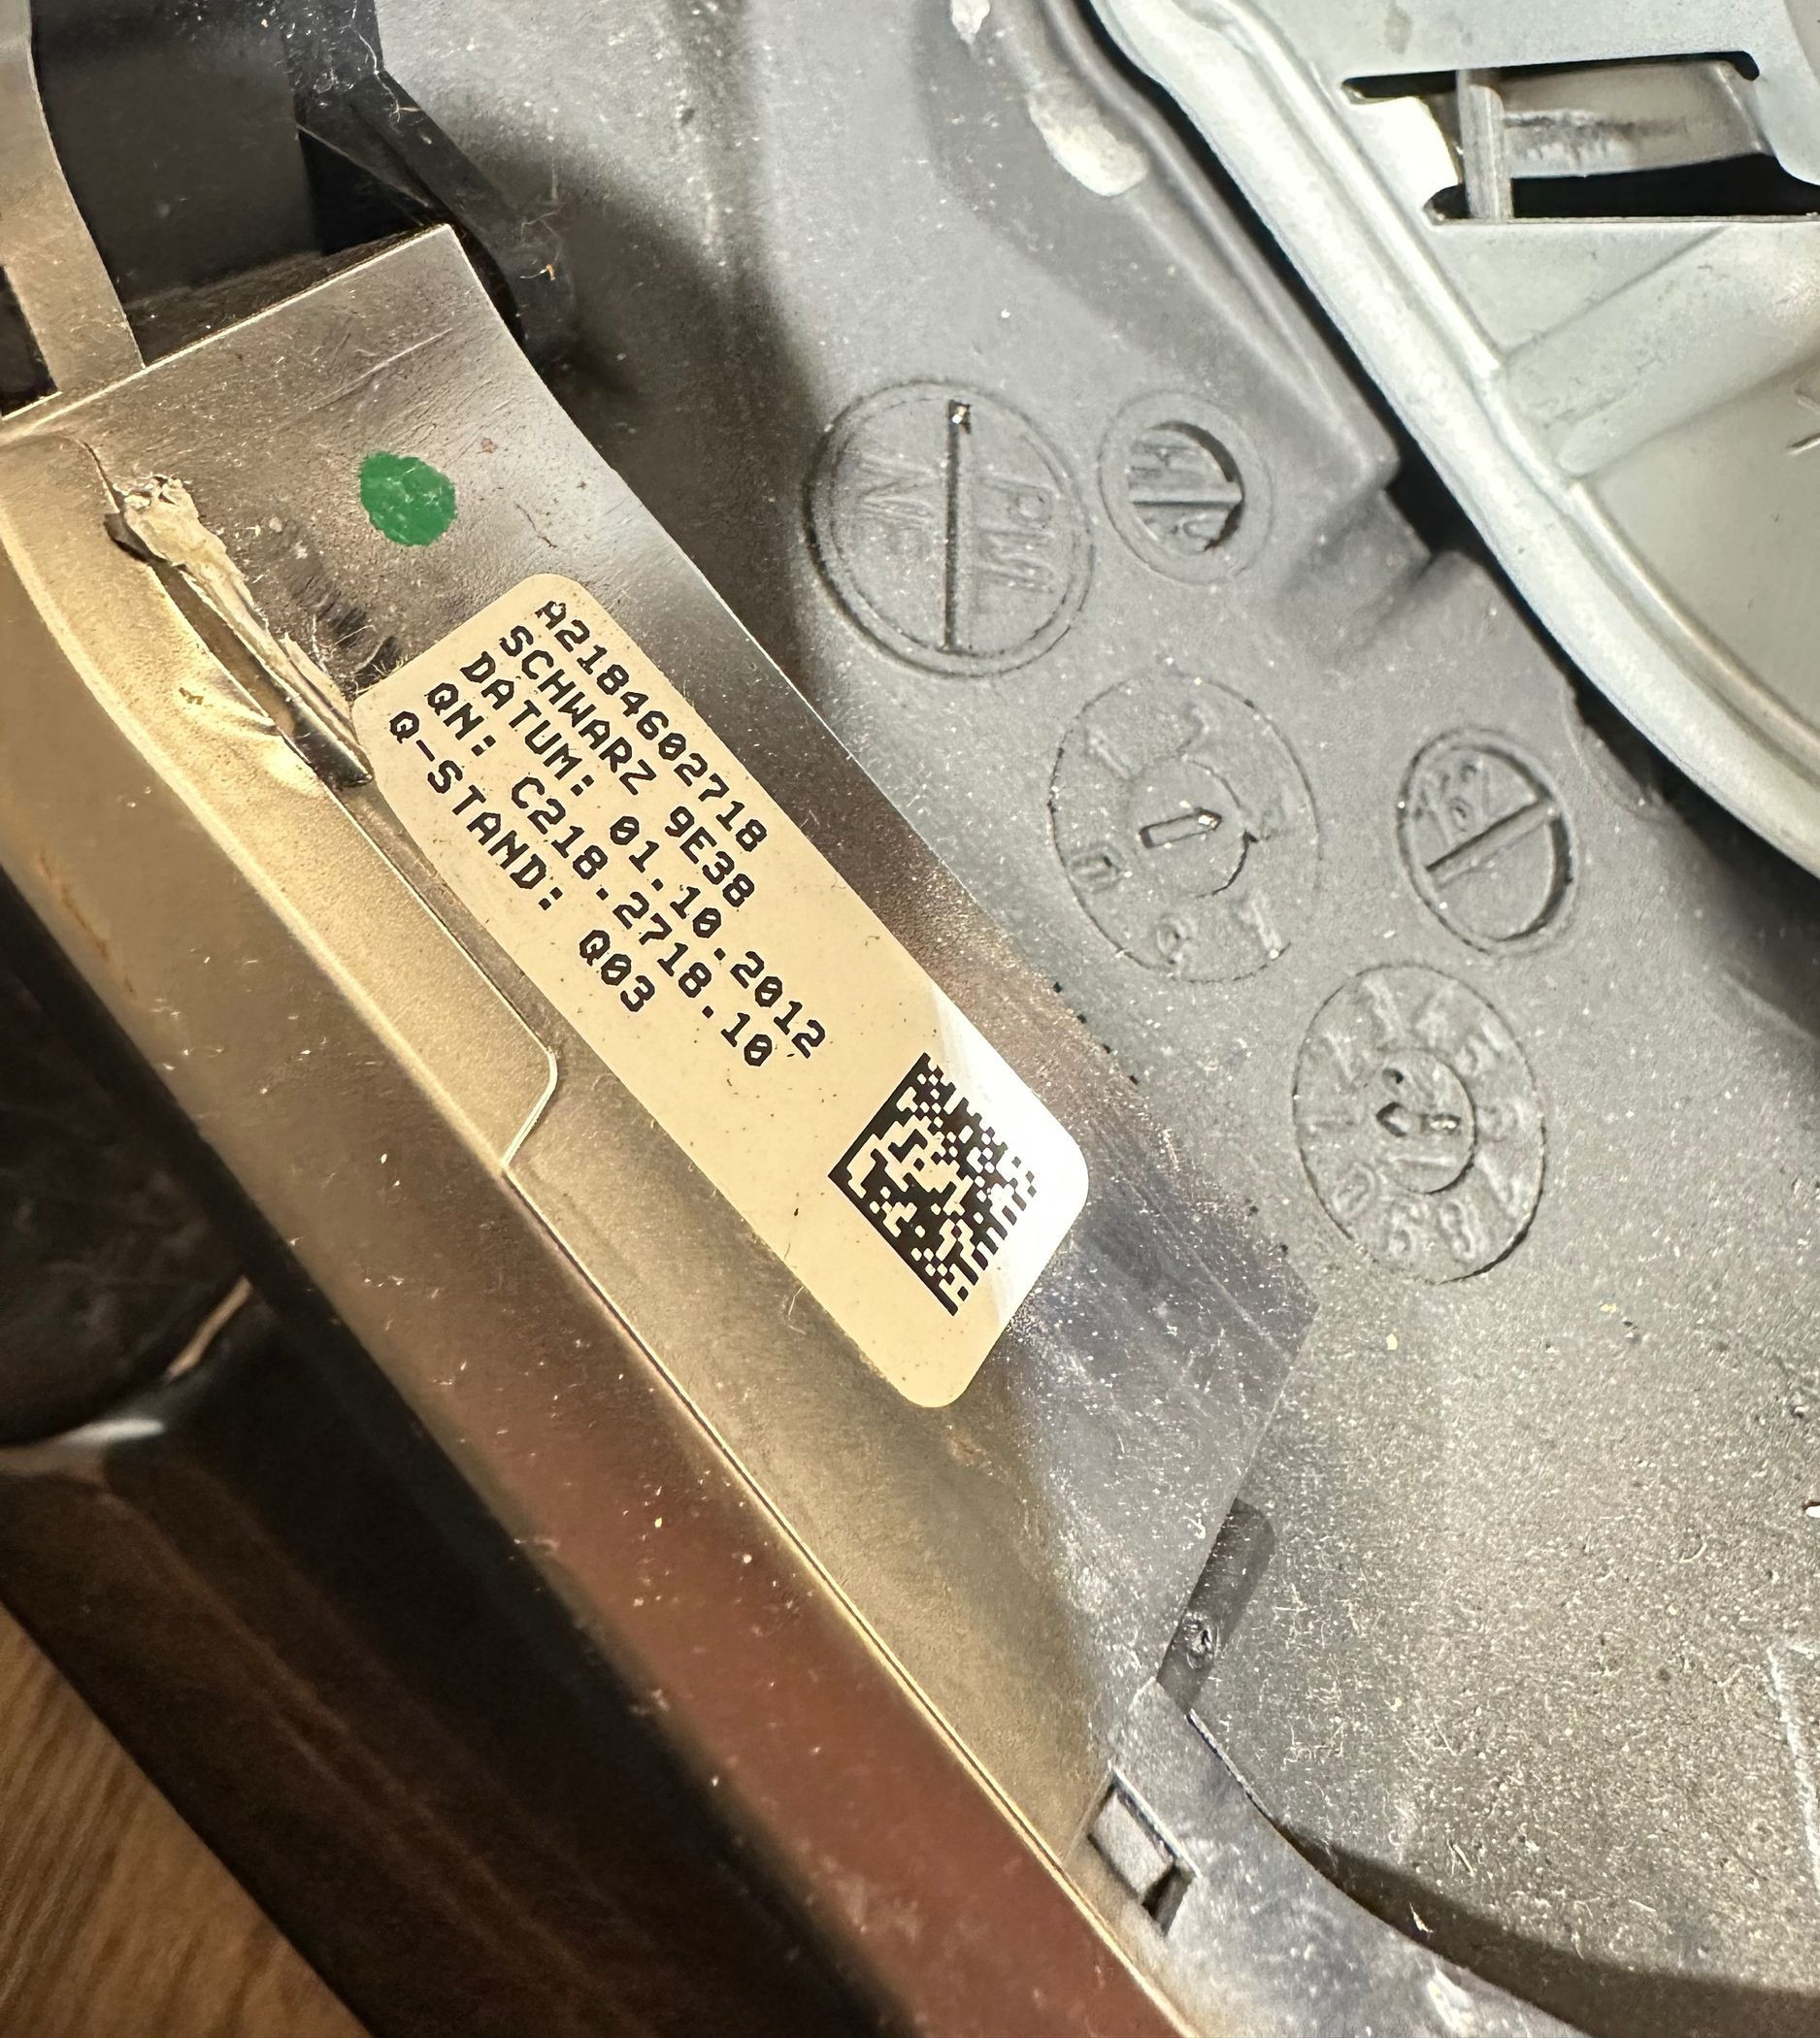 A2184602718
SCHWARZ 9E38
DATUM: 01.10.2012
QN: C218.2718.10
Q-STAND: Q03